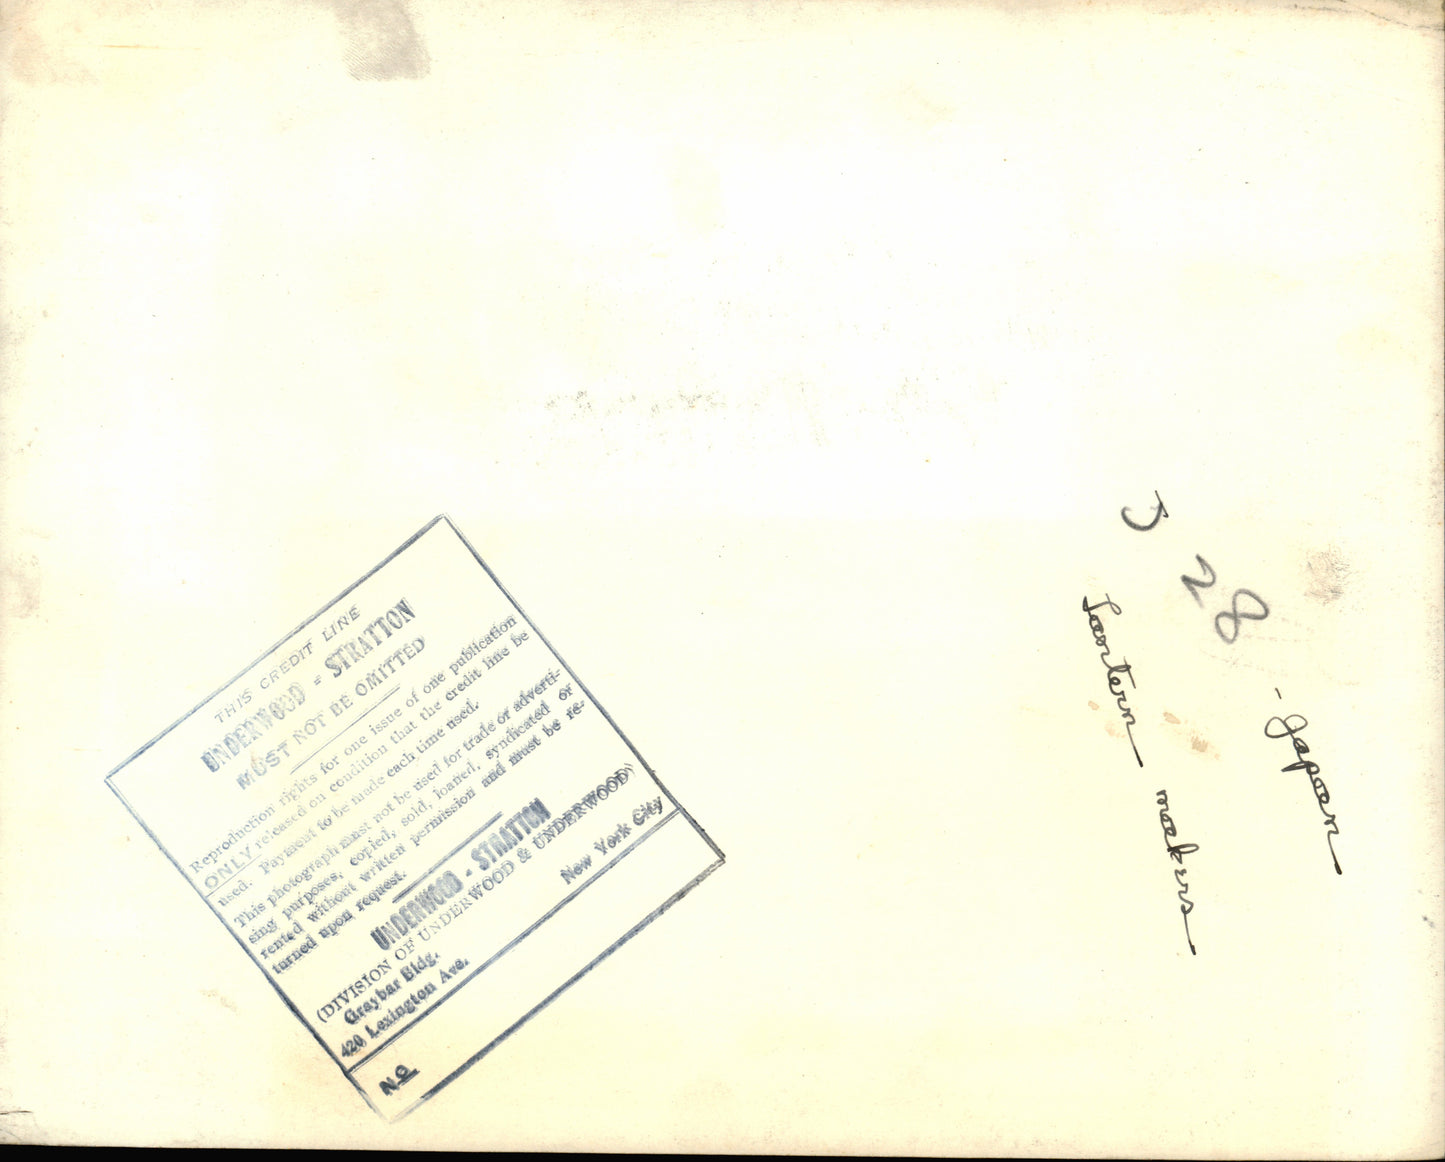 THIS CREDIT LINE
UNDERWOOD = STRATTON
MUST NOT BE OMITTED
Reproduction rights for one issue of one publication
ONLY released on condition that the credit line be
used. Payment to be made each time used.
This photograph must not be used for trade or adverti-
sing purposes, copied, sold, loaned, syndicated or
rented without written permission and must be re-
turned upon request.
UNDERWOOD - STRATTON
(DIVISION OF UNDERWOOD & UNDERWOOD)
Graybar Bldg.
420 Lexington Ave. New York City
No
J 28 - Japan
Lantern makers